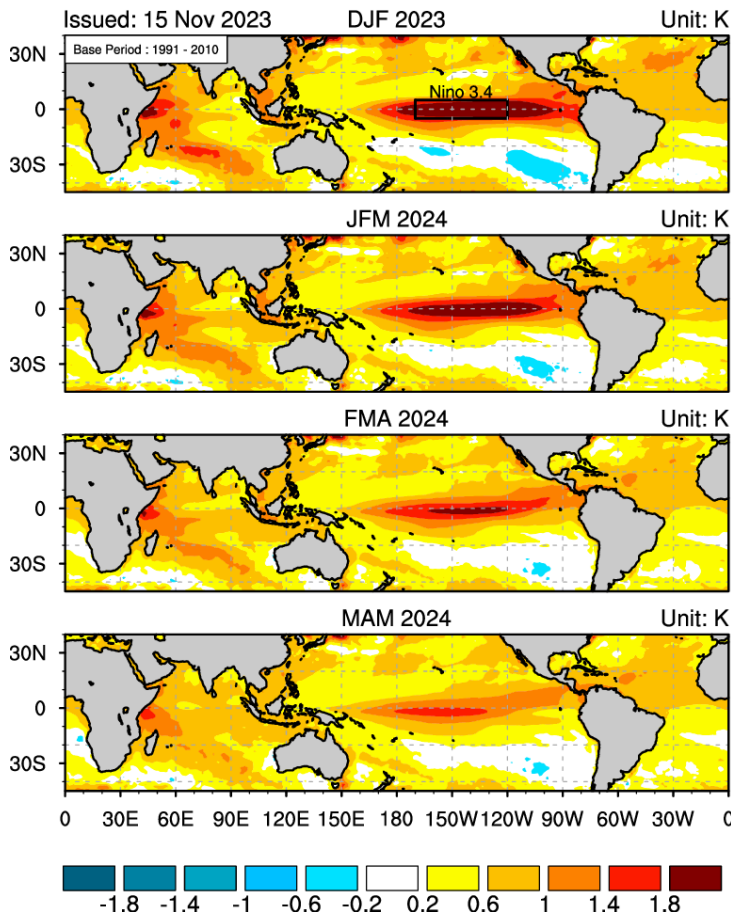 Issued: 15 Nov 2023 DJF 2023 Unit: K
Base Period : 1991 - 2010
30N
Nino 3.4
0
30S
JFM 2024 Unit: K
30N
0
30S
FMA 2024 Unit: K
30N
0
30S
MAM 2024 Unit: K
30N
0
30S
0 30E 60E 90E 120E 150E 180 150W 120W 90W 60W 30W 0
-1.8 -1.4 -1 -0.6 -0.2 0.2 0.6 1 1.4 1.8